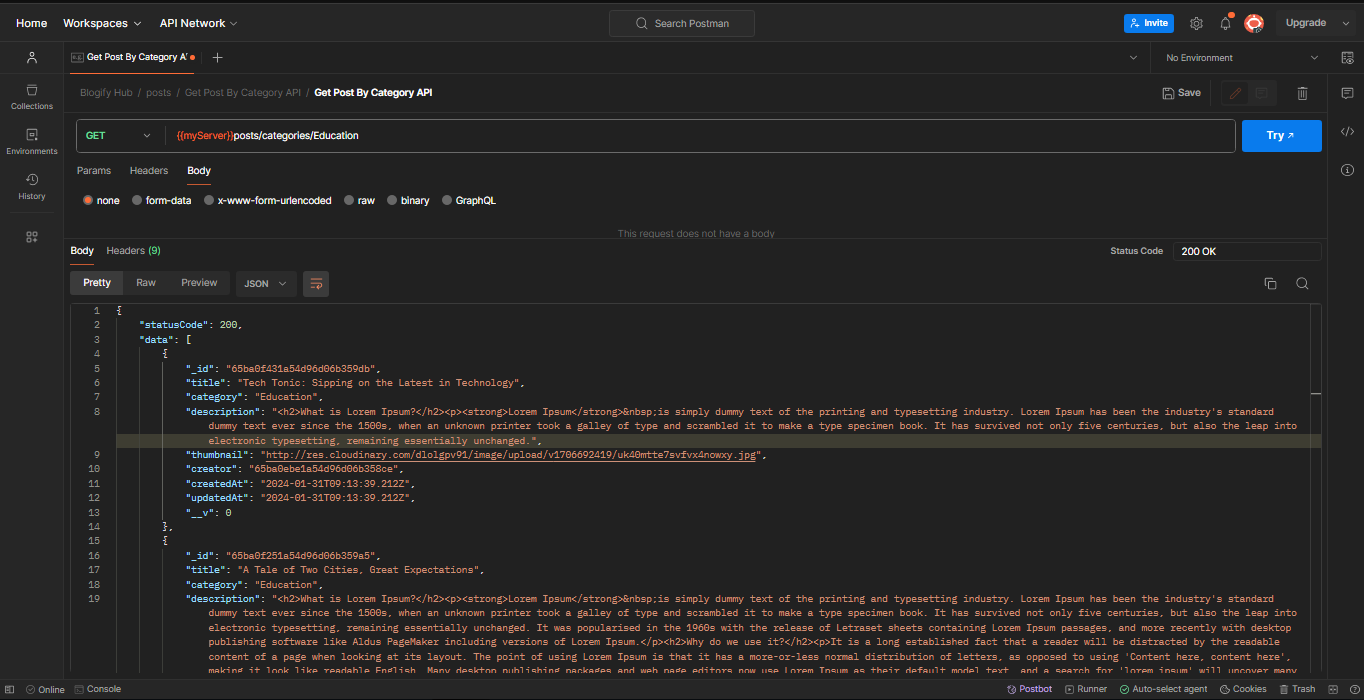 Home Workspaces API Network Search Postman Invite Upgrade
Get Post By Category A No Environment
Collections
Environments
History
Blogify Hub / posts / Get Post By Category API / Get Post By Category API Save
GET {{myServer}}posts/categories/Education Try
Params Headers Body
none form-data x-www-form-urlencoded raw binary GraphQL
This request does not have a body
Body Headers (9) Status Code 200 OK
Pretty Raw Preview JSON
1 {
2 "statusCode": 200,
3 "data": [
4 {
5 "_id": "65ba0f431a54d96d06b359db",
6 "title": "Tech Tonic: Sipping on the Latest in Technology",
7 "category": "Education",
8 "description": "<h2>What is Lorem Ipsum?</h2><p><strong>Lorem Ipsum</strong>&nbsp;is simply dummy text of the printing and typesetting industry. Lorem Ipsum has been the industry's standard
dummy text ever since the 1500s, when an unknown printer took a galley of type and scrambled it to make a type specimen book. It has survived not only five centuries, but also the leap into
electronic typesetting, remaining essentially unchanged.",
9 "thumbnail": "http://res.cloudinary.com/dlolgpv91/image/upload/v1706692419/uk40mtte7svfvx4nowxy.jpg",
10 "creator": "65ba0ebe1a54d96d06b358ce",
11 "createdAt": "2024-01-31T09:13:39.212Z",
12 "updatedAt": "2024-01-31T09:13:39.212Z",
13 "__v": 0
14 },
15 {
16 "_id": "65ba0f251a54d96d06b359a5",
17 "title": "A Tale of Two Cities, Great Expectations",
18 "category": "Education",
19 "description": "<h2>What is Lorem Ipsum?</h2><p><strong>Lorem Ipsum</strong>&nbsp;is simply dummy text of the printing and typesetting industry. Lorem Ipsum has been the industry's standard
dummy text ever since the 1500s, when an unknown printer took a galley of type and scrambled it to make a type specimen book. It has survived not only five centuries, but also the leap into
electronic typesetting, remaining essentially unchanged. It was popularised in the 1960s with the release of Letraset sheets containing Lorem Ipsum passages, and more recently with desktop
publishing software like Aldus PageMaker including versions of Lorem Ipsum.</p><h2>Why do we use it?</h2><p>It is a long established fact that a reader will be distracted by the readable
content of a page when looking at its layout. The point of using Lorem Ipsum is that it has a more-or-less normal distribution of letters, as opposed to using 'Content here, content here',
making it look like readable English. Many desktop publishing packages and web page editors now use Lorem Ipsum as their default model text, and a search for 'lorem ipsum' will uncover many
Online Console Postbot Runner Auto-select agent Cookies Trash